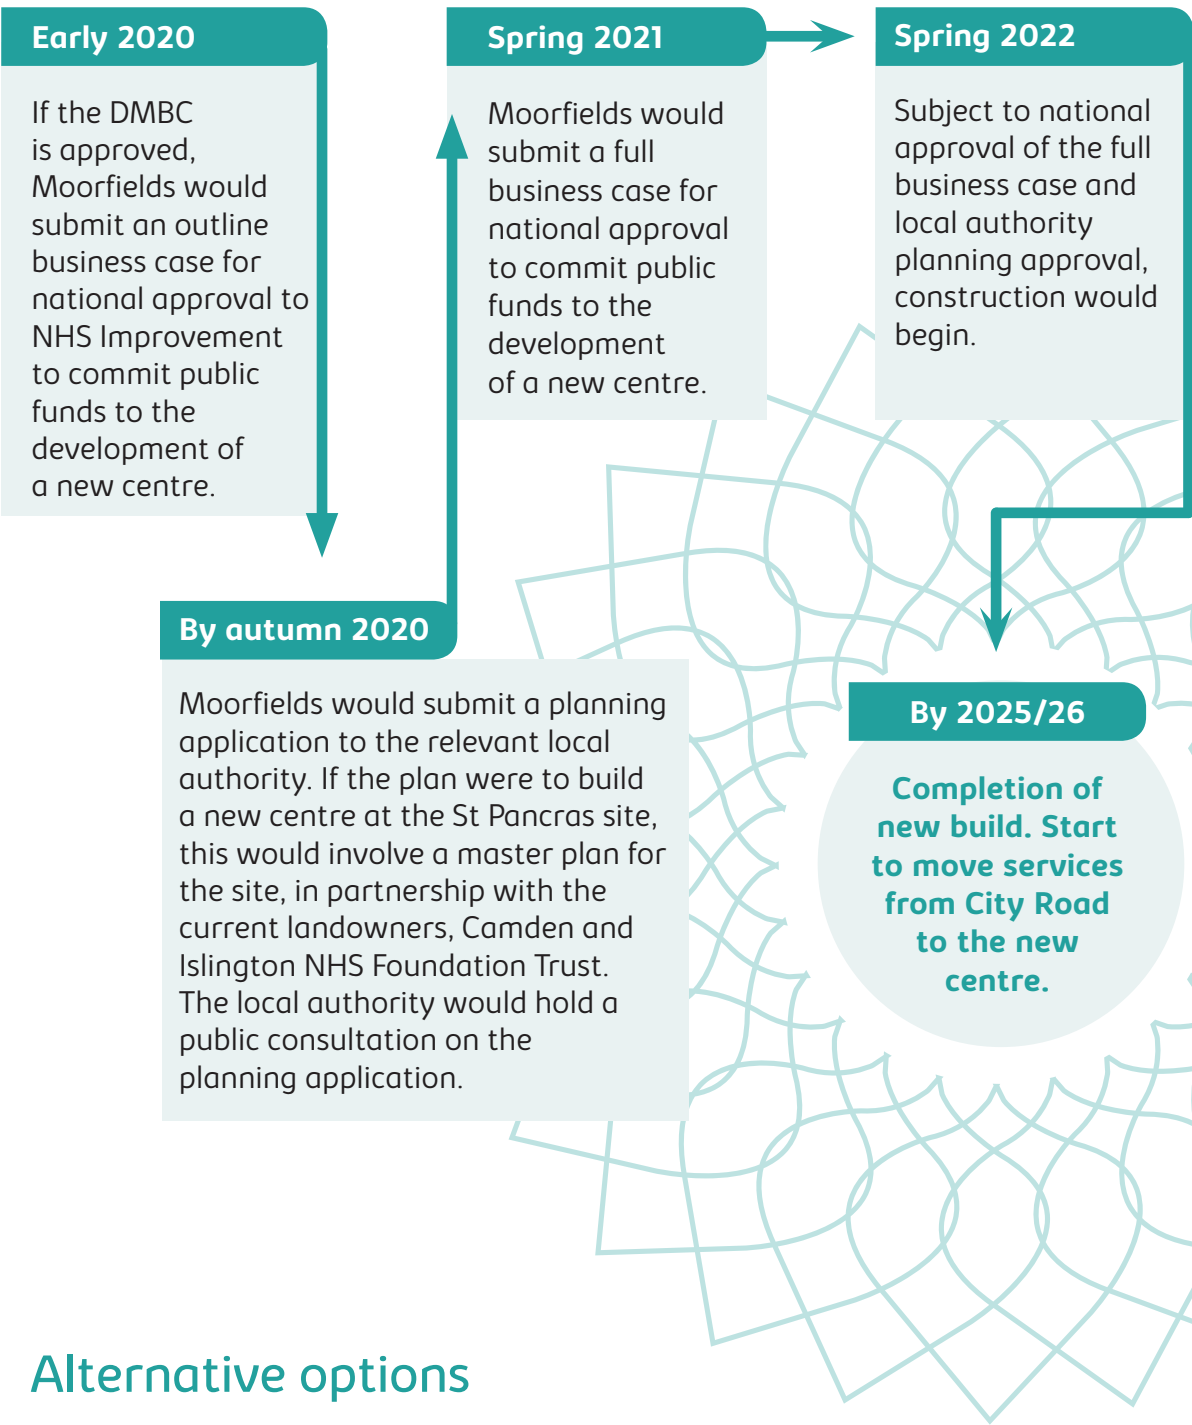 Early 2020
If the DMBC
is approved,
Moorfields would
submit an outline
business case for
national approval to
NHS Improvement
to commit public
funds to the
development of
a new centre.
By autumn 2020
Moorfields would submit a planning
application to the relevant local
authority. If the plan were to build
a new centre at the St Pancras site,
this would involve a master plan for
the site, in partnership with the
current landowners, Camden and
Islington NHS Foundation Trust.
The local authority would hold a
public consultation on the
planning application.
Spring 2021
Moorfields would
submit a full
business case for
national approval
to commit public
funds to the
development
of a new centre.
Spring 2022
Subject to national
approval of the full
business case and
local authority
planning approval,
construction would
begin.
By 2025/26
Completion of
new build. Start
to move services
from City Road
to the new
centre.
Alternative options